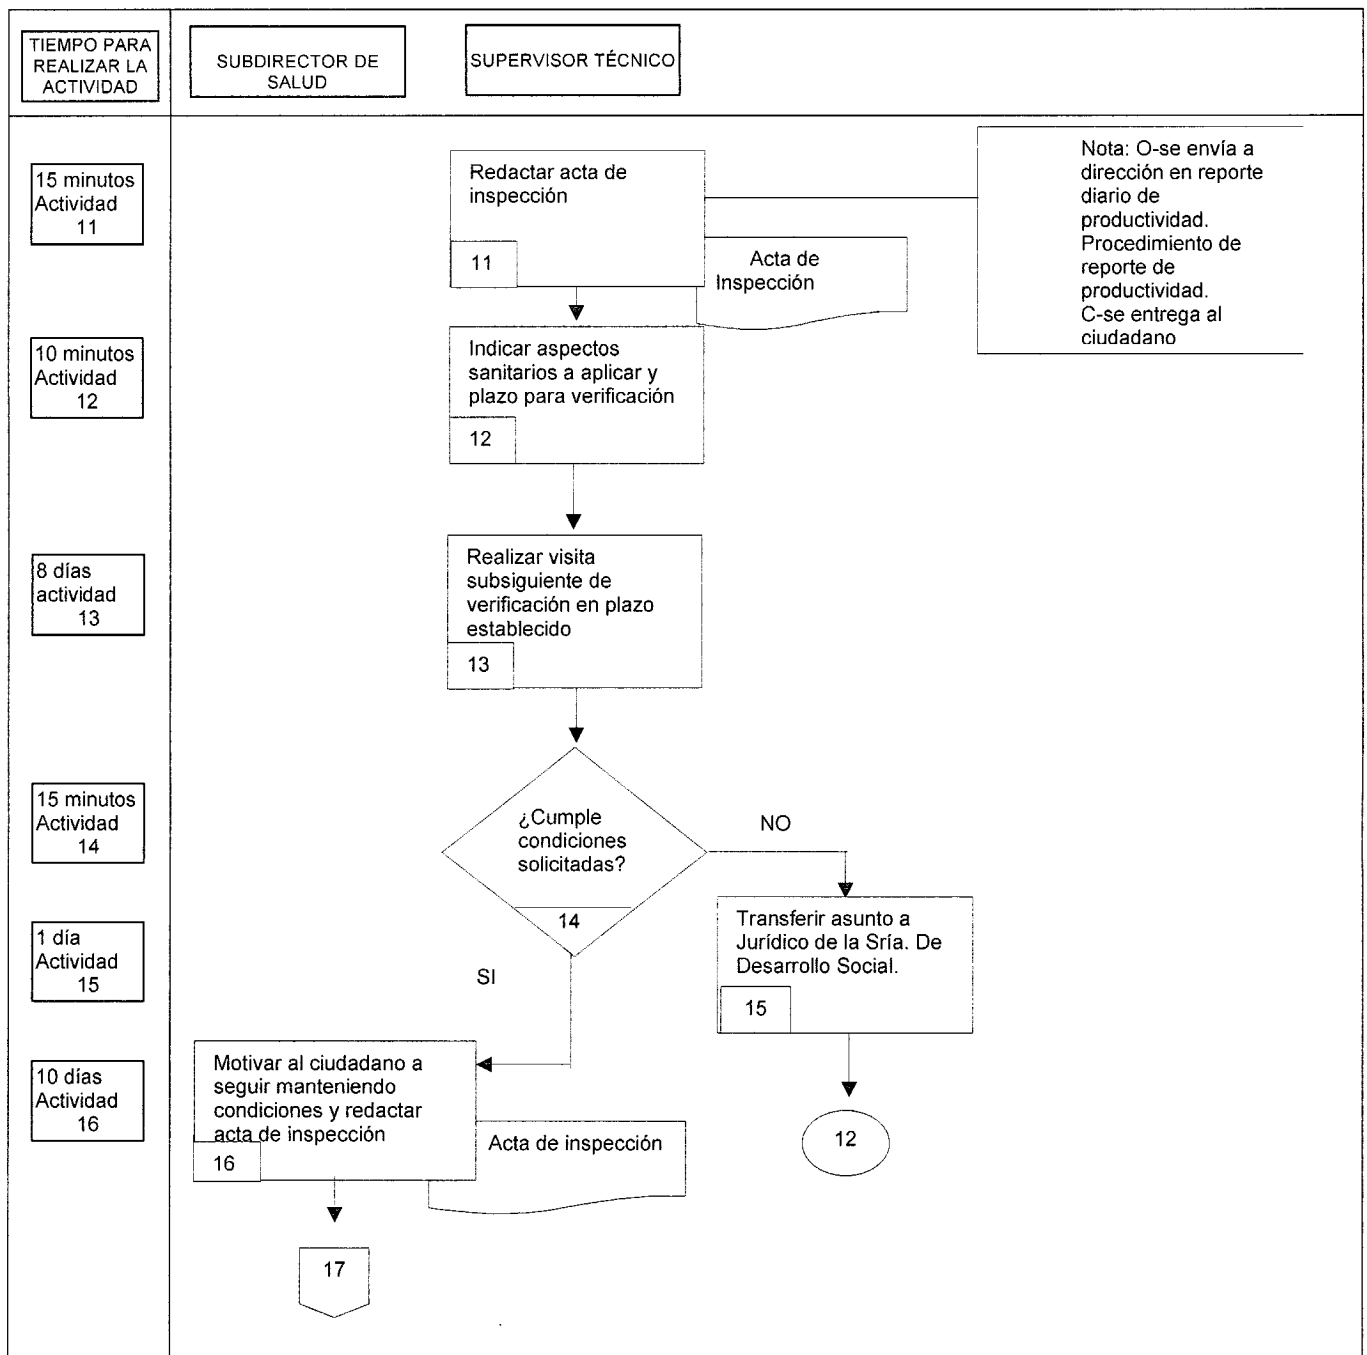 TIEMPO PARA
REALIZAR LA
ACTIVIDAD
SUBDIRECTOR DE
SALUD
SUPERVISOR TÉCNICO
15 minutos
Actividad
11
Redactar acta de
inspección
11
Acta de
Inspección
Nota: O-se envía a
dirección en reporte
diario de
productividad.
Procedimiento de
reporte de
productividad.
C-se entrega al
ciudadano
10 minutos
Actividad
12
Indicar aspectos
sanitarios a aplicar y
plazo para verificación
12
8 días
actividad
13
Realizar visita
subsiguiente de
verificación en plazo
establecido
13
15 minutos
Actividad
14
¿Cumple
condiciones
solicitadas?
14
NO
SI
1 día
Actividad
15
Transferir asunto a
Jurídico de la Sría. De
Desarrollo Social.
15
10 días
Actividad
16
Motivar al ciudadano a
seguir manteniendo
condiciones y redactar
acta de inspección
16
Acta de inspección
12
17